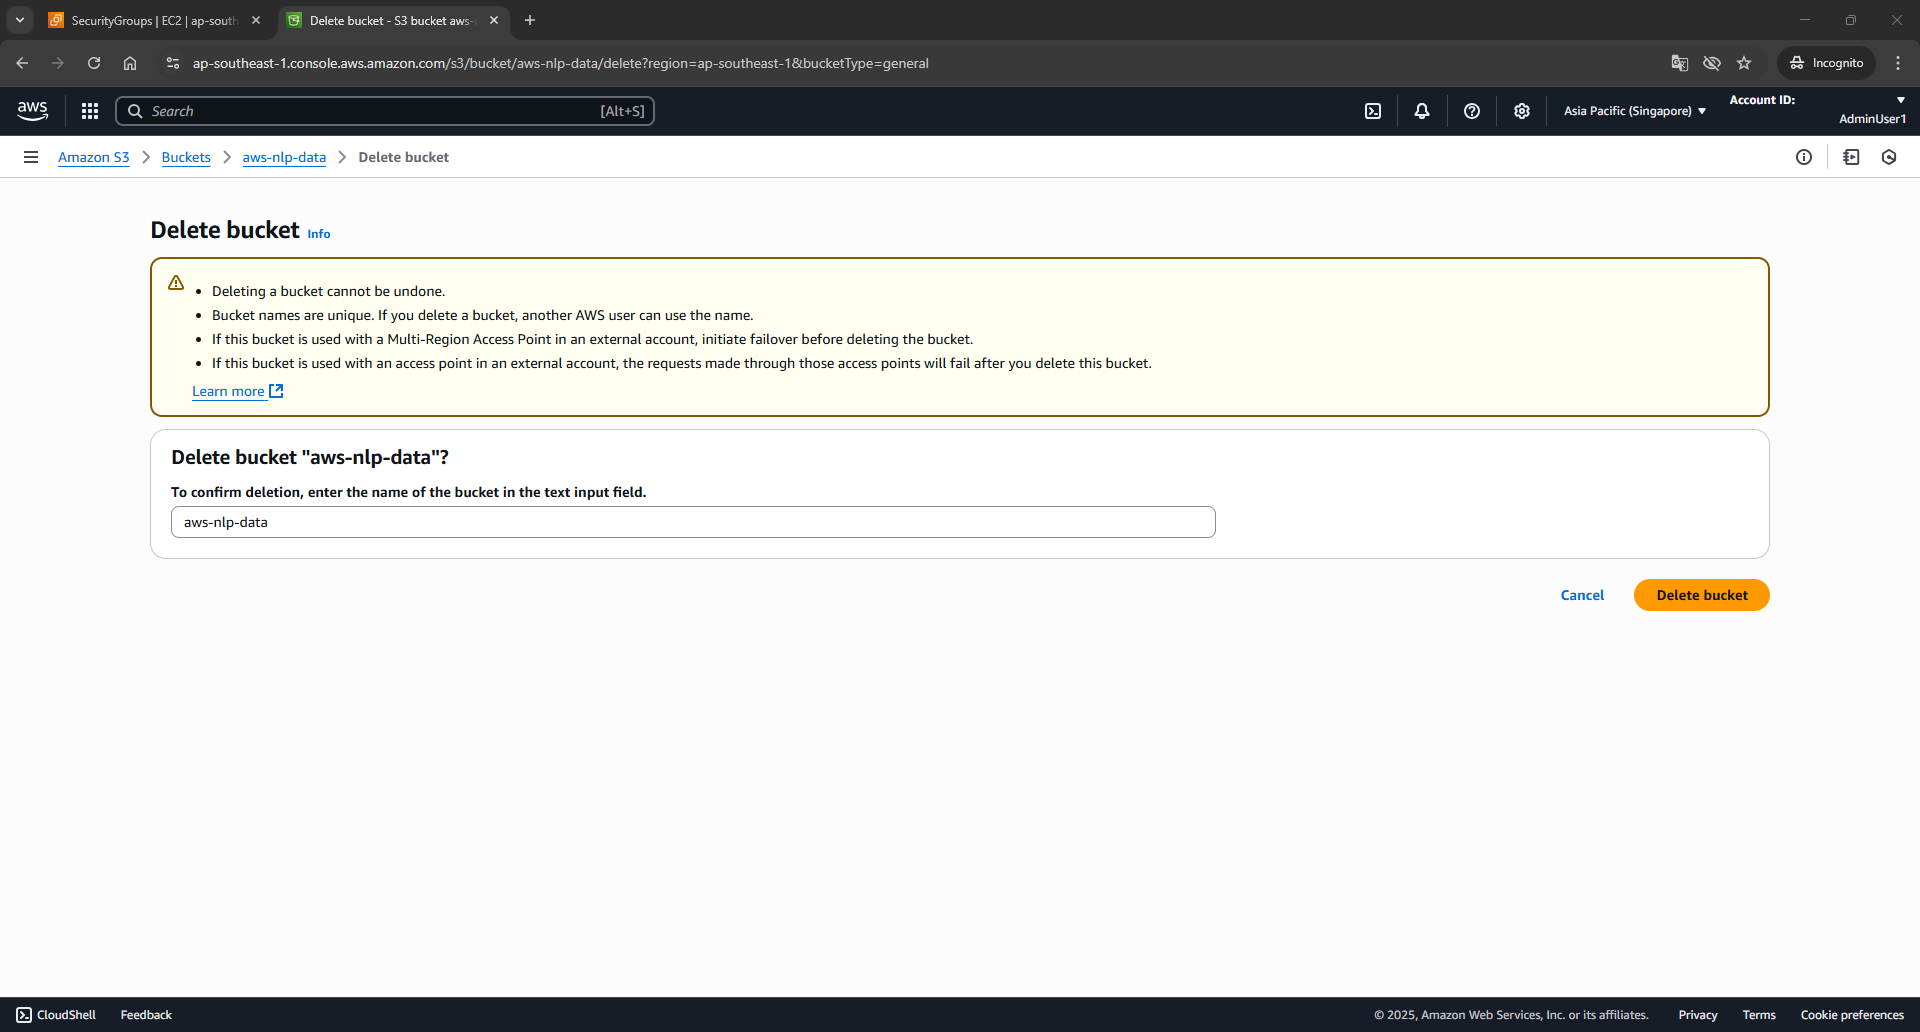 SecurityGroups | EC2 | ap-south
Delete bucket - S3 bucket aws-
ap-southeast-1.console.aws.amazon.com/s3/bucket/aws-nlp-data/delete?region=ap-southeast-1&bucketType=general
Incognito
aws
Search
[Alt+S]
Asia Pacific (Singapore)
Account ID:
AdminUser1
Amazon S3
Buckets
aws-nlp-data
Delete bucket
Delete bucket Info
Deleting a bucket cannot be undone.
Bucket names are unique. If you delete a bucket, another AWS user can use the name.
If this bucket is used with a Multi-Region Access Point in an external account, initiate failover before deleting the bucket.
If this bucket is used with an access point in an external account, the requests made through those access points will fail after you delete this bucket.
Learn more
Delete bucket "aws-nlp-data"?
To confirm deletion, enter the name of the bucket in the text input field.
aws-nlp-data
Cancel
Delete bucket
CloudShell
Feedback
© 2025, Amazon Web Services, Inc. or its affiliates.
Privacy
Terms
Cookie preferences